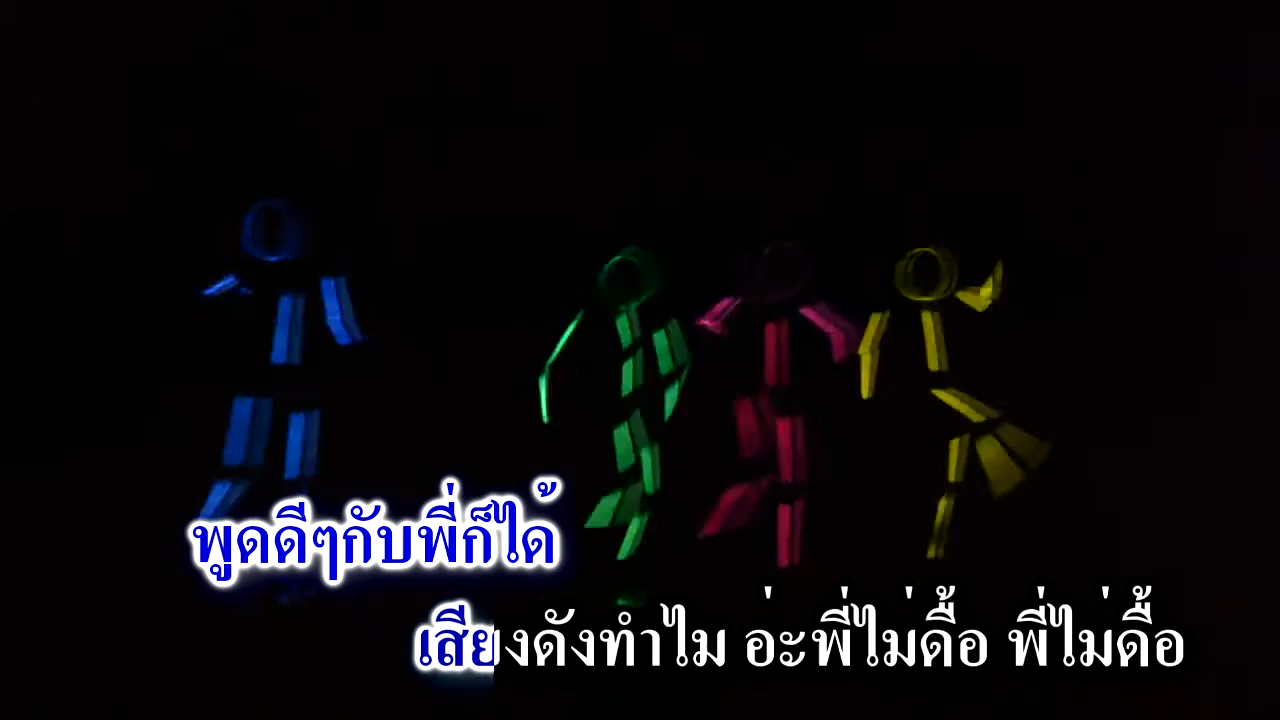 พูดดีๆกับพี่ก็ได้
เสียงดังทำไม อ่ะพี่ไม่ดื้อ พี่ไม่ดื้อ